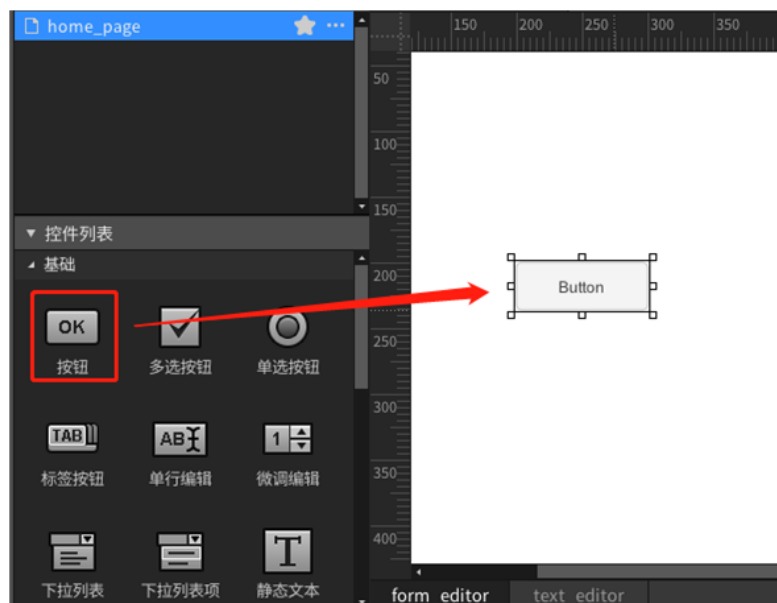 home_page
150 200 250 300 350
50
100
150
200
250
300
350
400
控件列表
基础
OK
按钮
多选按钮
单选按钮
TAB
标签按钮
AB
单行编辑
1
微调编辑
下拉列表
下拉列表项
T
静态文本
Button
form_editor text_editor